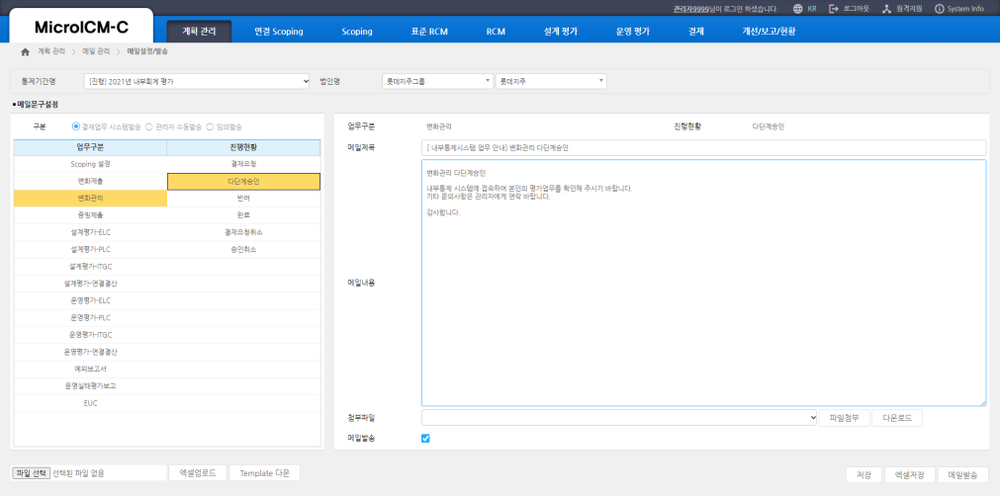 관리자9999님이 로그인 하셨습니다. KR 로그아웃 원격지원 System Info
MicroICM-C
계획 관리 연결 Scoping Scoping 표준 RCM RCM 설계 평가 운영 평가 결재 개선/보고/현황
계획 관리 > 메일 관리 > 메일설정/발송
통제기간명 [진행] 2021년 내부회계 평가 법인명 롯데지주그룹 롯데지주
메일문구설정
구분 결재업무 시스템발송 관리자 수동발송 임의발송
업무구분 진행현황
Scoping 설정 결재요청
변화제출 다단계승인
변화관리 반려
증빙제출 완료
설계평가-ELC 결재요청취소
설계평가-PLC 승인취소
설계평가-ITGC
설계평가-연결결산
운영평가-ELC
운영평가-PLC
운영평가-ITGC
운영평가-연결결산
예외보고서
운영실태평가보고
EUC
업무구분 변화관리 진행현황 다단계승인
메일제목 [ 내부통제시스템 업무 안내] 변화관리 다단계승인
변화관리 다단계승인
내부통제 시스템에 접속하여 본인의 평가업무를 확인해 주시기 바랍니다.
기타 문의사항은 관리자에게 연락 바랍니다.
감사합니다.
메일내용
첨부파일 파일첨부 다운로드
메일발송
파일 선택 선택된 파일 없음 엑셀업로드 Template 다운 저장 엑셀저장 메일발송